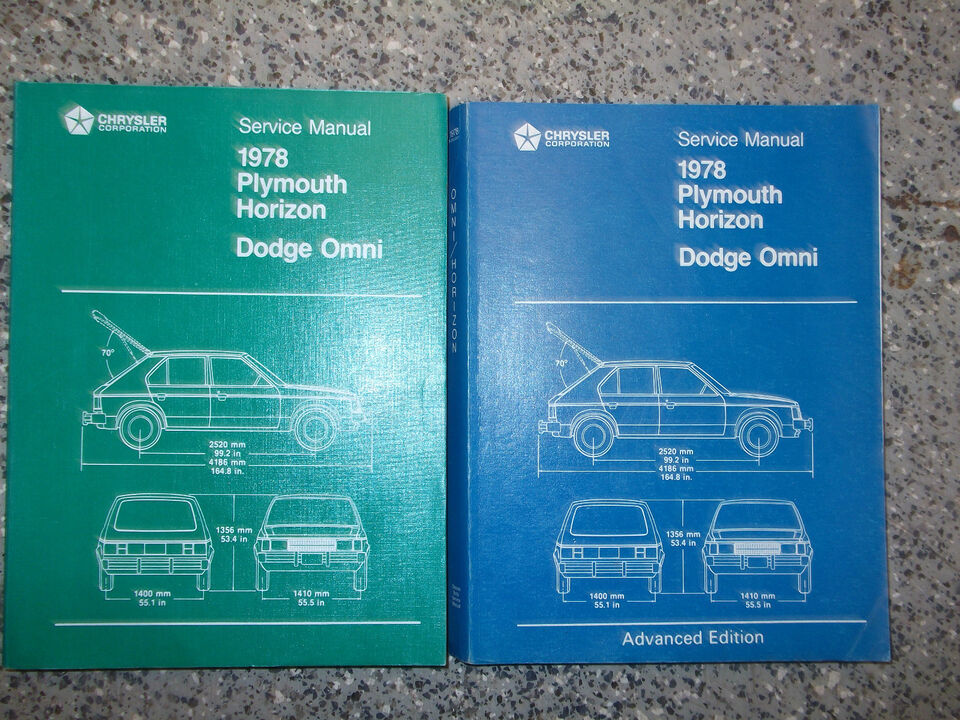 CHRYSLER
CORPORATION
Service Manual
1978
Plymouth
Horizon
Dodge Omni
70°
2520 mm
99.2 in
4186 mm
164.8 in.
1356 mm
53.4 in
1400 mm
55.1 in
1410 mm
55.5 in
1978
OMNI/HORIZON
CHRYSLER
CORPORATION
Service Manual
1978
Plymouth
Horizon
Dodge Omni
70°
2520 mm
99.2 in
4186 mm
164.8 in.
1356 mm
53.4 in
1400 mm
55.1 in
1410 mm
55.5 in
Advanced Edition